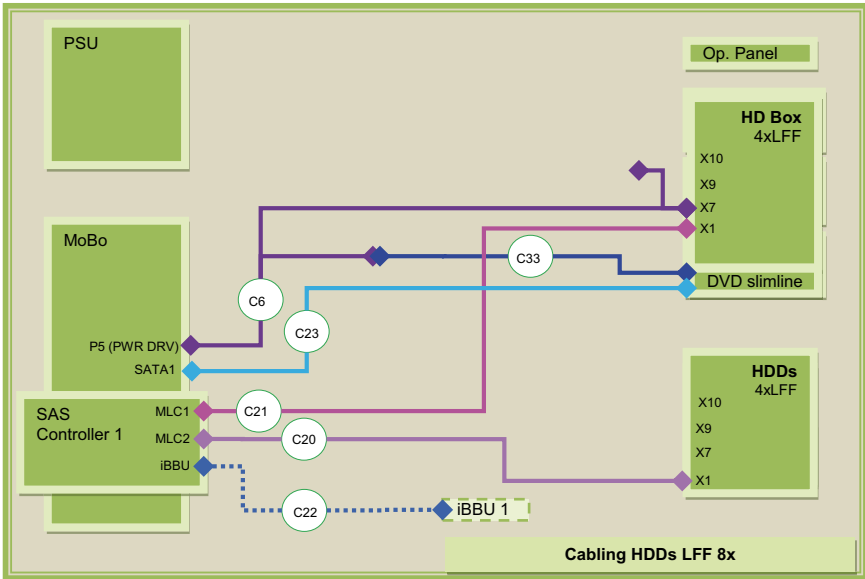 PSU
Op. Panel
HD Box
4xLFF
X10
X9
X7
X1
DVD slimline
MoBo
C33
C6
C23
P5 (PWR DRV)
SATA1
HDDs
4xLFF
X10
X9
X7
X1
SAS
Controller 1
MLC1
MLC2
iBBU
C21
C20
C22
iBBU 1
Cabling HDDs LFF 8x